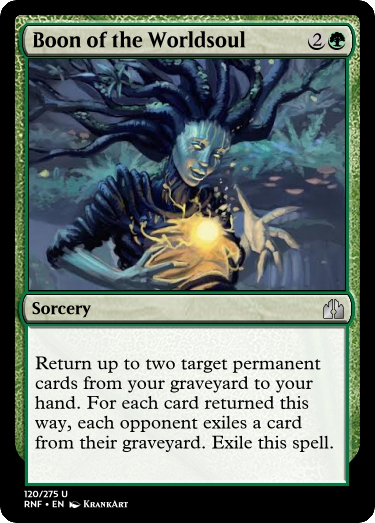 Boon of the Worldsoul 2
Sorcery
Return up to two target permanent
cards from your graveyard to your
hand. For each card returned this
way, each opponent exiles a card
from their graveyard. Exile this spell.
120/275 U
RNF • EN KRANKART